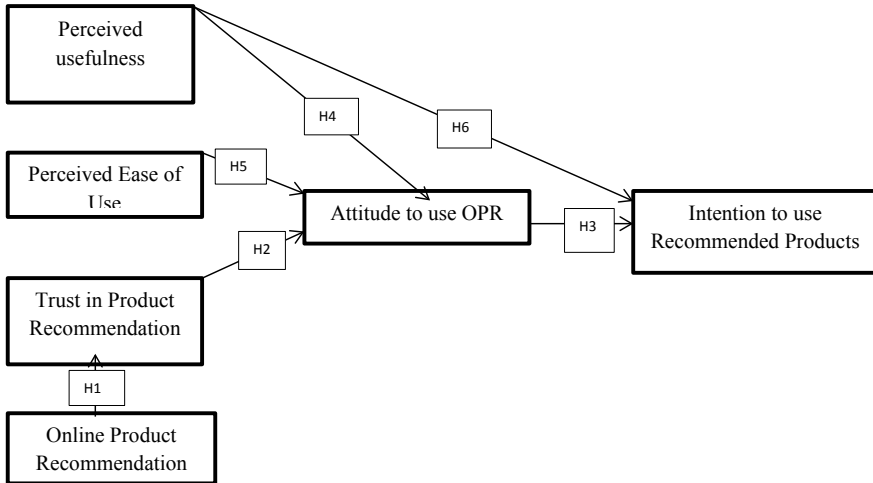 Perceived
usefulness
H4
H6
Perceived Ease of
Use
H5
Attitude to use OPR
H3
Intention to use
Recommended Products
H2
Trust in Product
Recommendation
H1
Online Product
Recommendation